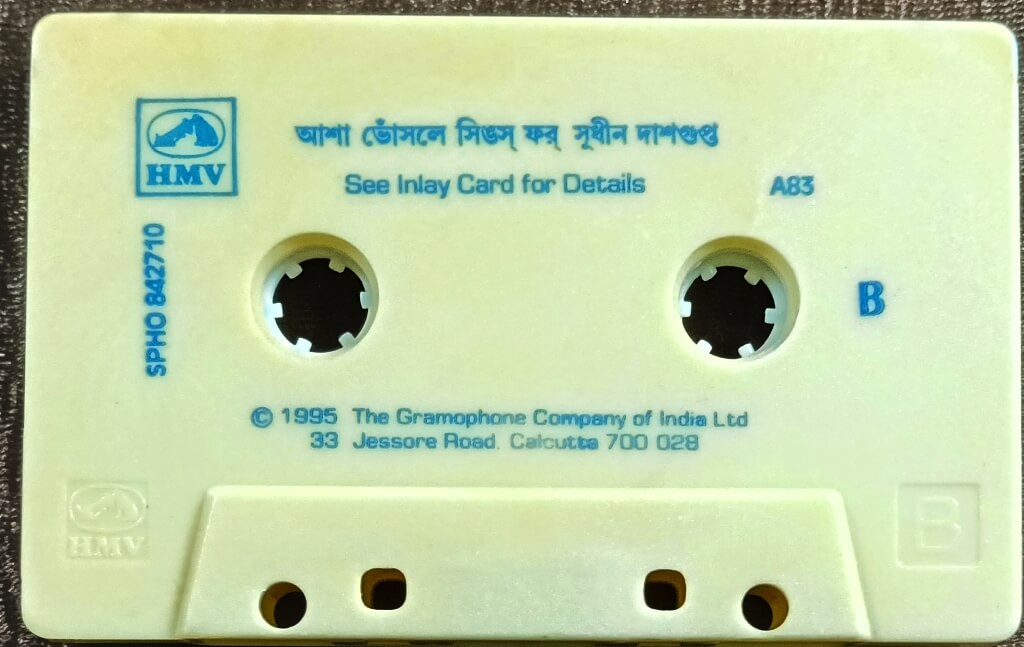 HMV
আশা ভোঁসলে সিঙস্ ফর্ সুধীন দাশগুপ্ত
See Inlay Card for Details
A83
SPHO 842710
B
© 1995 The Gramophone Company of India Ltd
33 Jessore Road. Calcutta 700 028
HMV
B